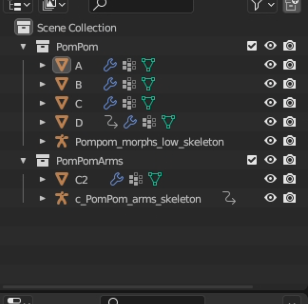 Scene Collection
PomPom
A
B
C
D
Pompom_morphs_low_skeleton
PomPomArms
C2
c_PomPom_arms_skeleton